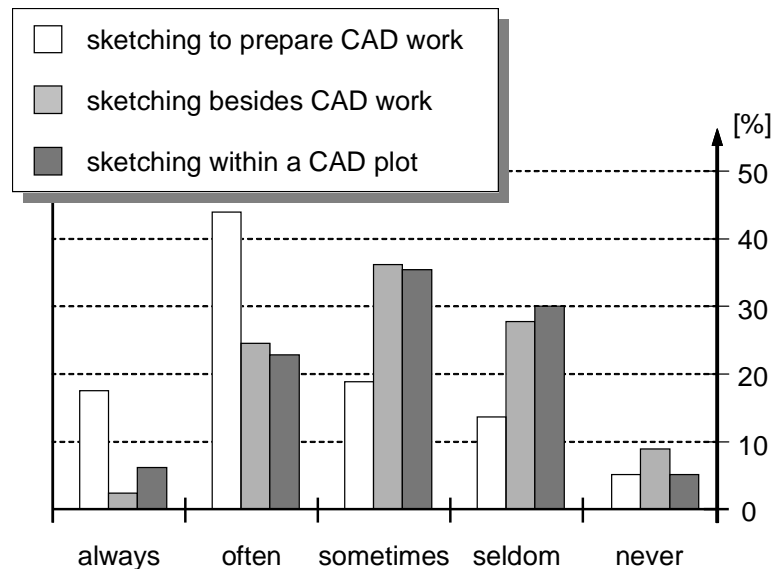 sketching to prepare CAD work
sketching besides CAD work
sketching within a CAD plot
[%]
50
40
30
20
10
0
always often sometimes seldom never